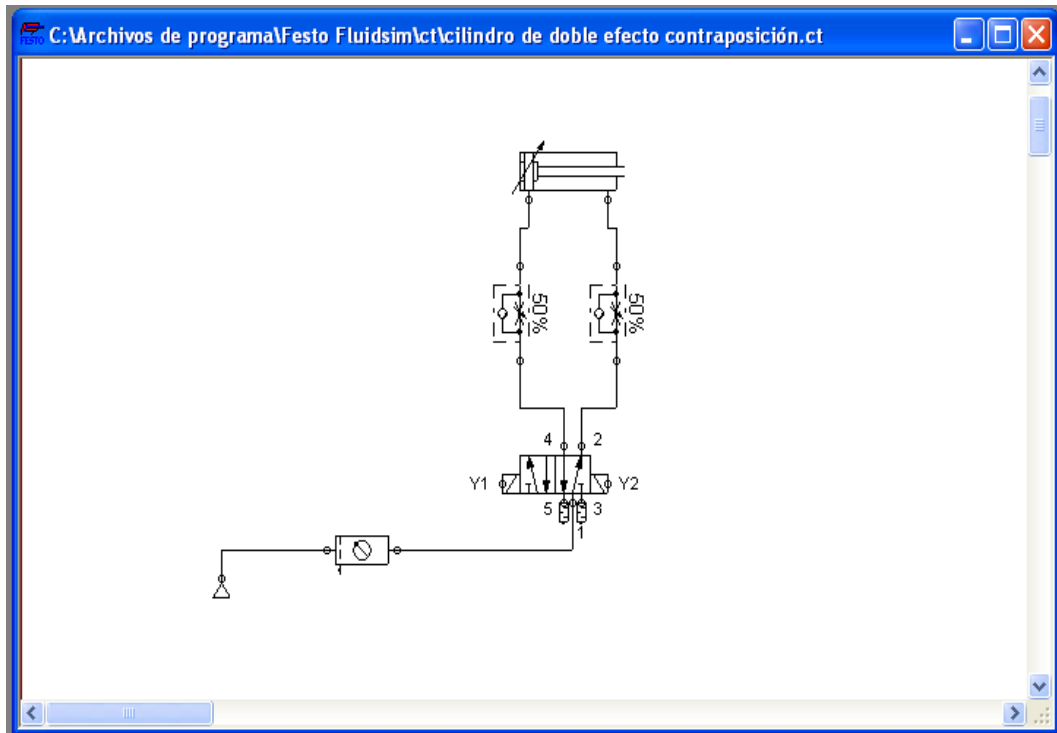 FESTO C:\Archivos de programa\Festo Fluidsim\ct\cilindro de doble efecto contraposición.ct
50% 50%
4 2
Y1 Y2
5 3
1